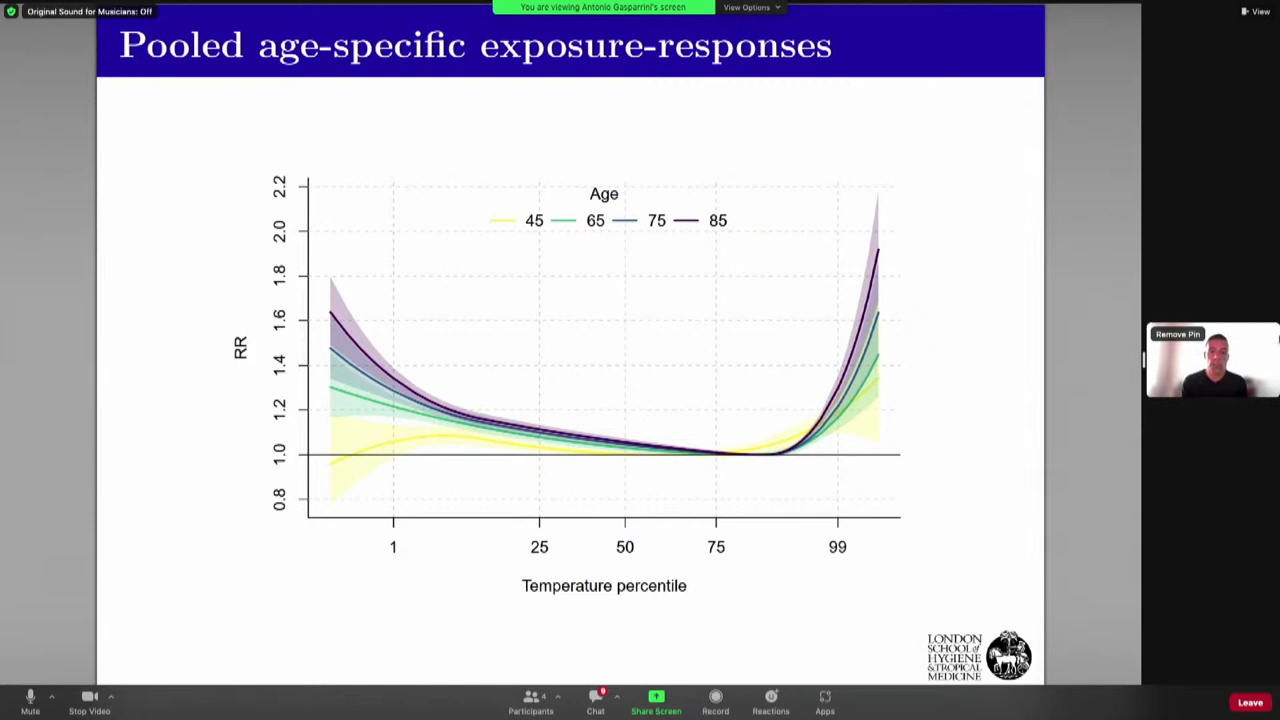 Original Sound for Musicians: Off
You are viewing Antonio Gasparrini's screen
View Options
View
Pooled age-specific exposure-responses
Age
45 65 75 85
RR
2.2
2.0
1.8
1.6
1.4
1.2
1.0
0.8
1 25 50 75 99
Temperature percentile
Remove Pin
LONDON
SCHOOL of
HYGIENE
& TROPICAL
MEDICINE
Mute
Stop Video
4
Participants
Chat
Share Screen
Record
Reactions
Apps
Leave